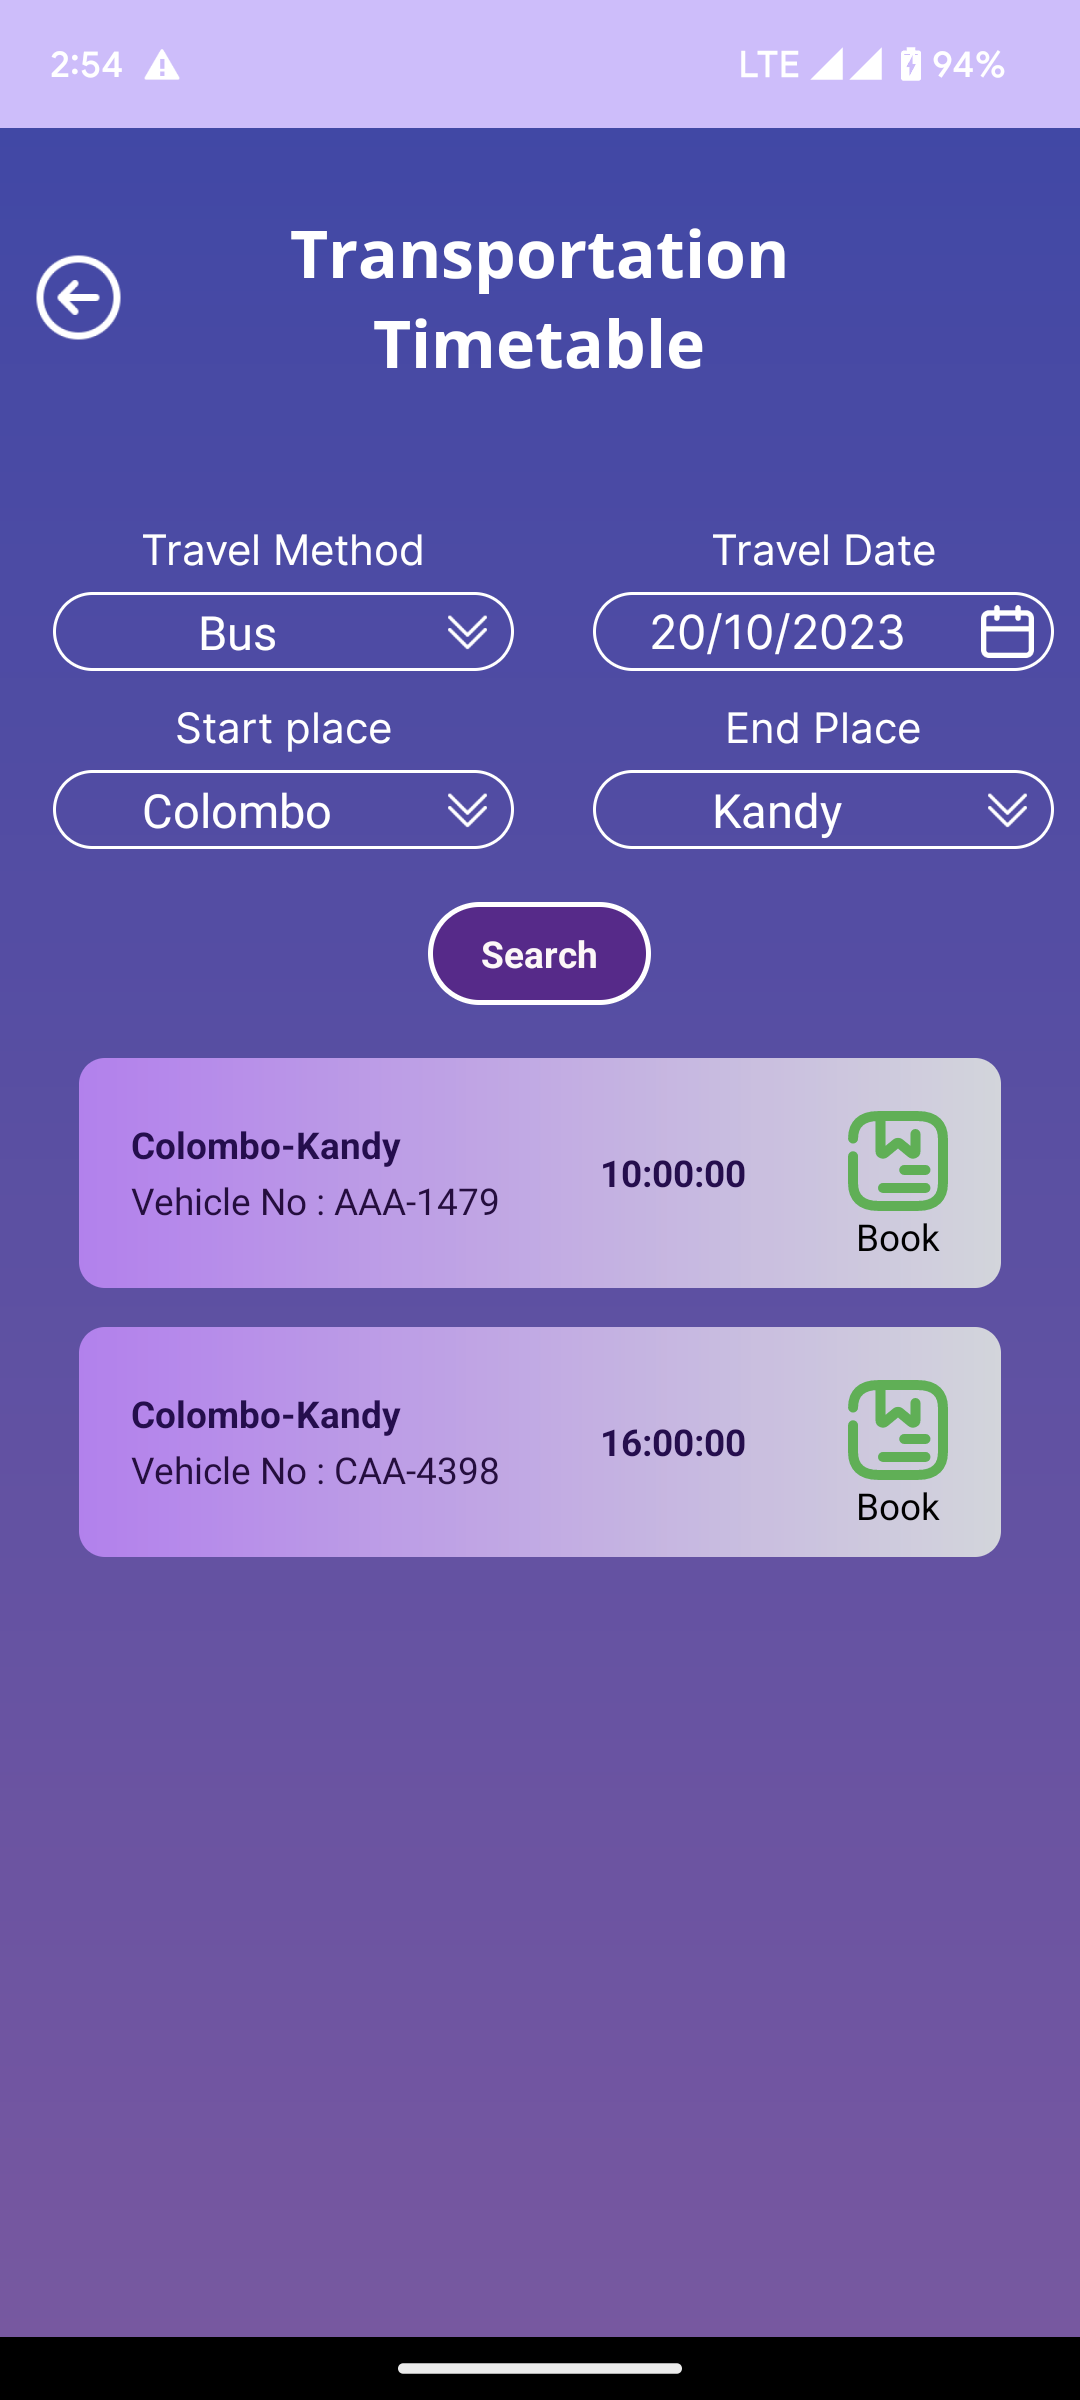 2:54 LTE 94%
Transportation
Timetable
Travel Method Travel Date
Bus 20/10/2023
Start place End Place
Colombo Kandy
Search
Colombo-Kandy
Vehicle No : AAA-1479
10:00:00
Book
Colombo-Kandy
Vehicle No : CAA-4398
16:00:00
Book